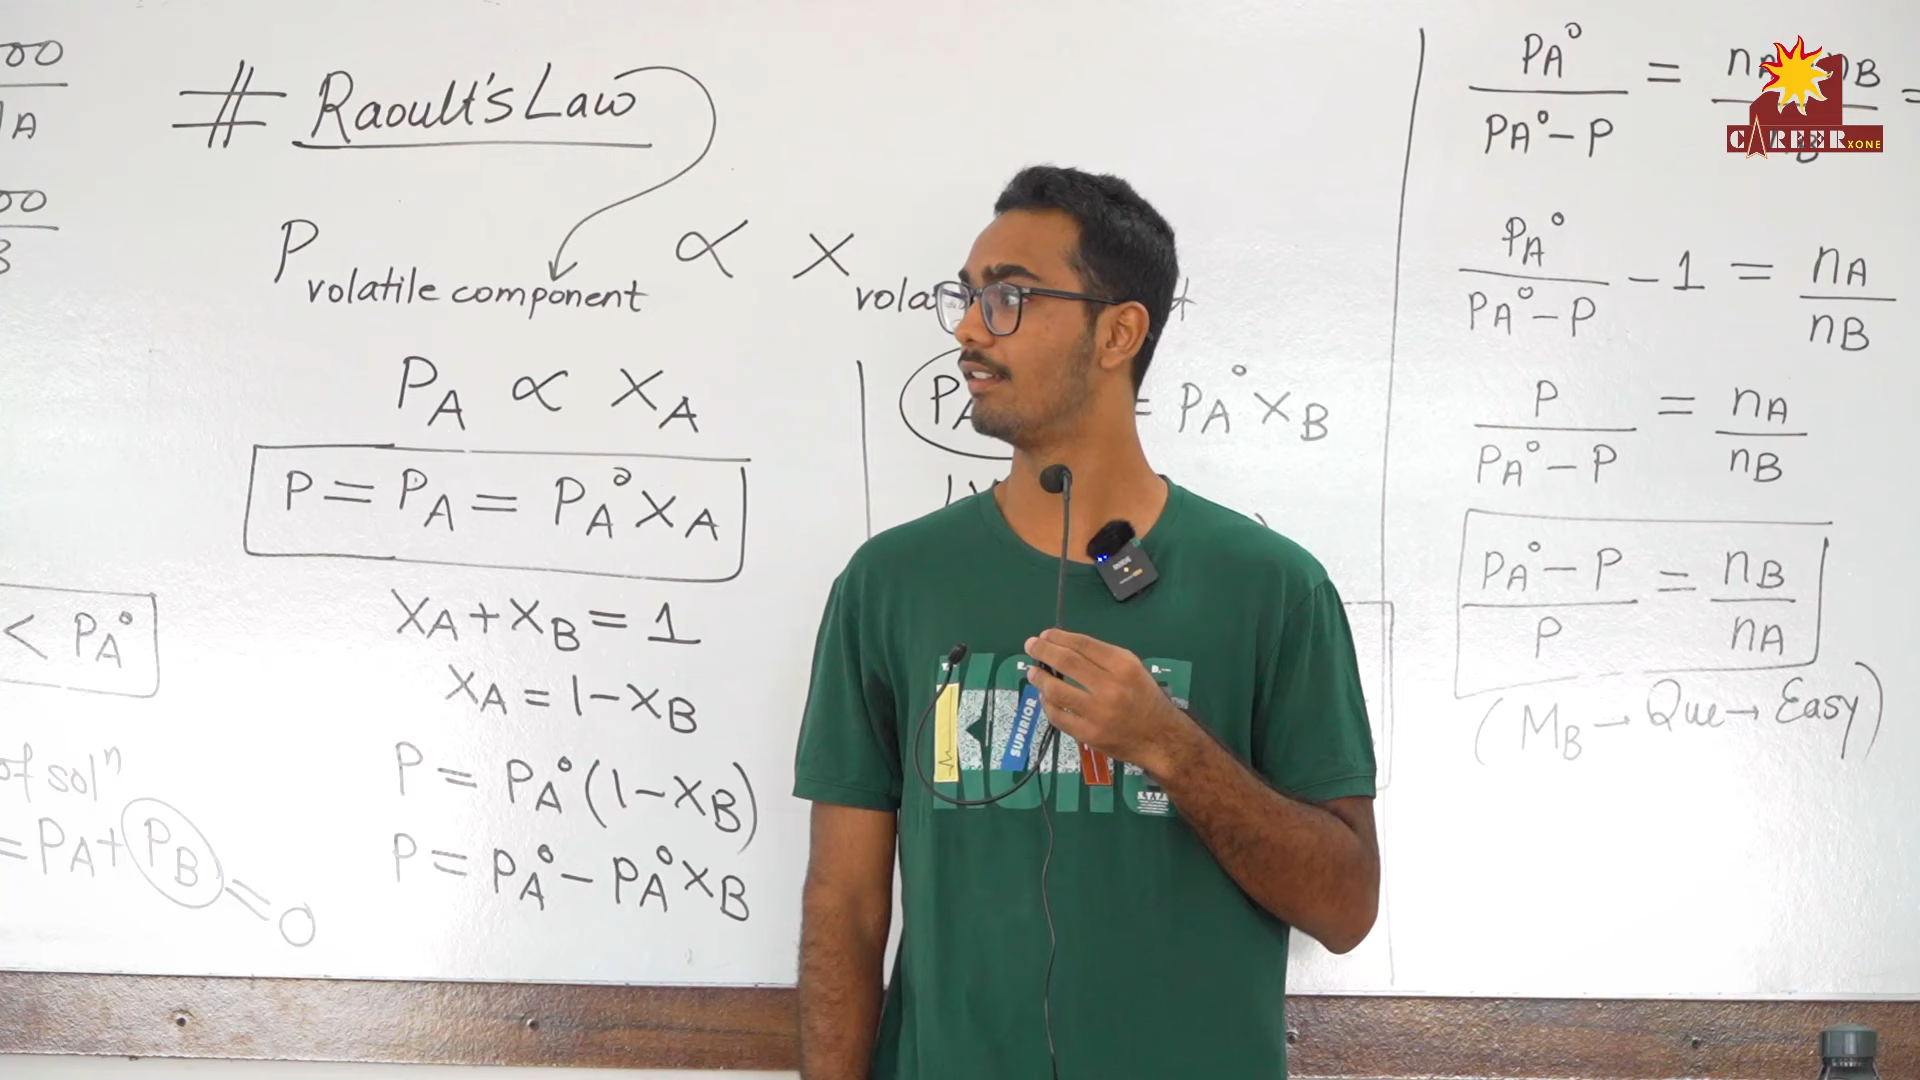 # Raoult's Law
P volatile component ∝ x
PA ∝ xA
P = PA = PA° xA
xA + xB = 1
xA = 1 - xB
P = PA° (1 - xB)
P = PA° - PA° xB
< PA°
of solⁿ
= PA + PB = 0
= PA° xB
PA° / PA° - P =
PA° / PA° - P - 1 = nA / nB
P / PA° - P = nA / nB
PA° - P / P = nB / nA
(MB → Que → Easy)
CAREER XONE
SUPERIOR